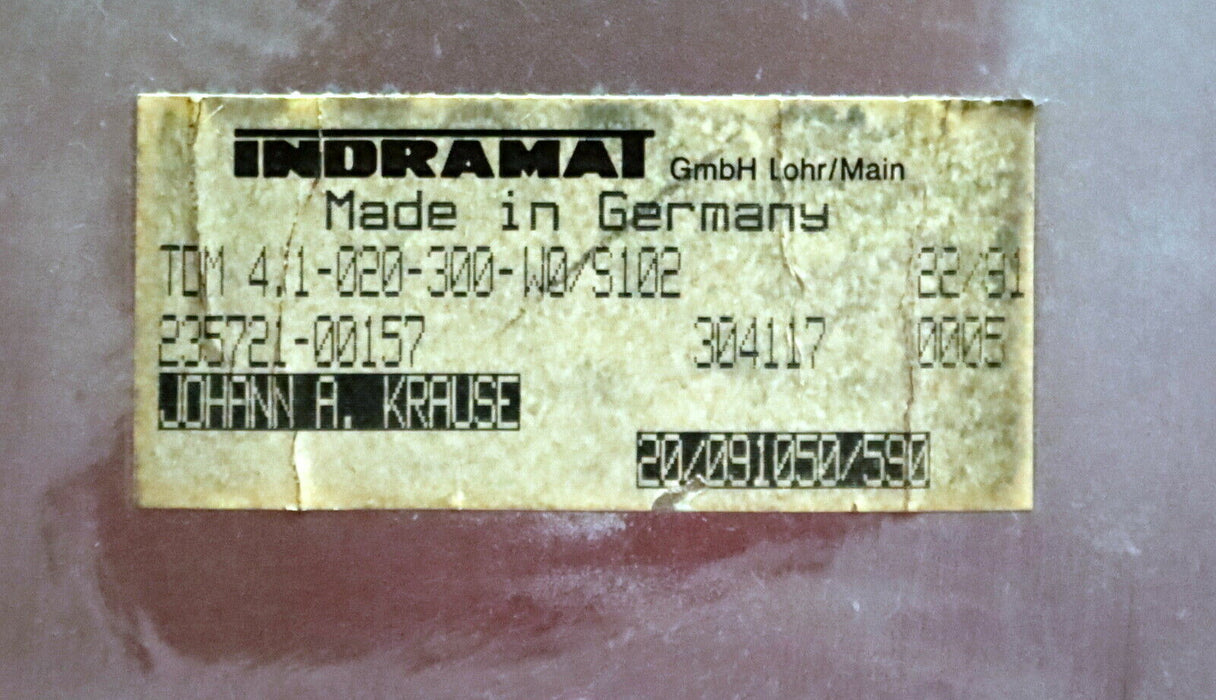 INDRAMAT GmbH Lohr/Main
Made in Germany
TDM 4.1-020-300-W0/S102 22/91
235721-00157 304117 0005
JOHANN A. KRAUSE
20/091050/590